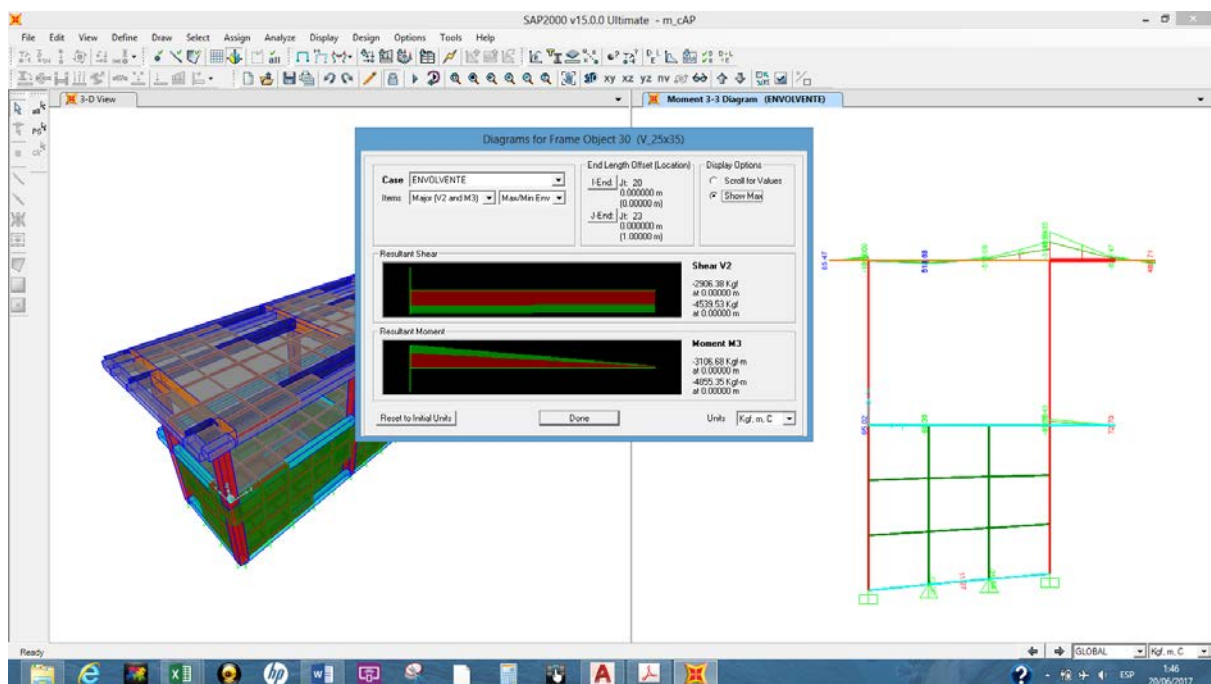 SAP2000 v15.0.0 Ultimate - m_cAP
File Edit View Define Draw Select Assign Analyze Display Design Options Tools Help
xy xz yz nv
3-D View
Moment 3-3 Diagram (ENVOLVENTE)
Diagrams for Frame Object 30 (V_25x35)
Case ENVOLVENTE
Items Major (V2 and M3) Max/Min Env
End Length Offset (Location)
I-End: Jt: 20
0.000000 m
(0.00000 m)
J-End: Jt: 23
0.000000 m
(1.00000 m)
Display Options
Scroll for Values
Show Max
Resultant Shear
Shear V2
-2906.38 Kgf
at 0.00000 m
-4539.53 Kgf
at 0.00000 m
Resultant Moment
Moment M3
-3106.68 Kgf-m
at 0.00000 m
-4855.35 Kgf-m
at 0.00000 m
Reset to Initial Units
Done
Units Kgf, m, C
Ready
GLOBAL
Kgf, m, C
ESP
1:46
20/06/2017